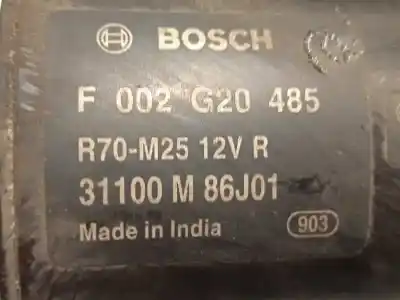 BOSCH
F 002 G20 485
R70-M25 12V R
31100 M 86J01
Made in India 903